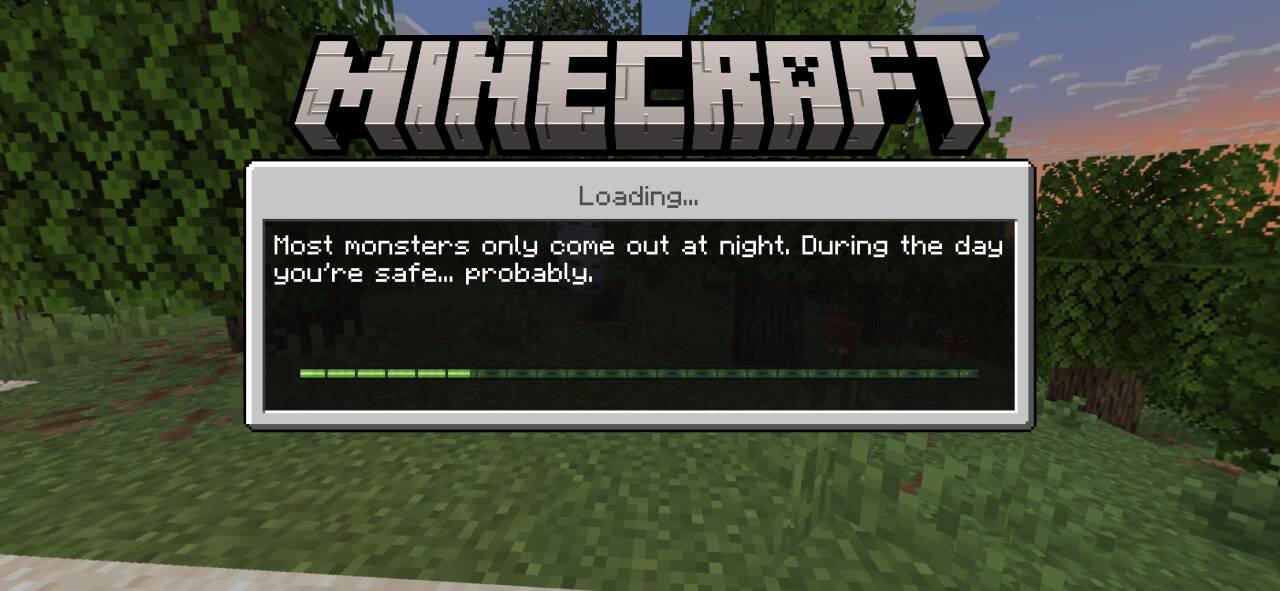 MINECRAFT
Loading...
Most monsters only come out at night. During the day
you're safe... probably.